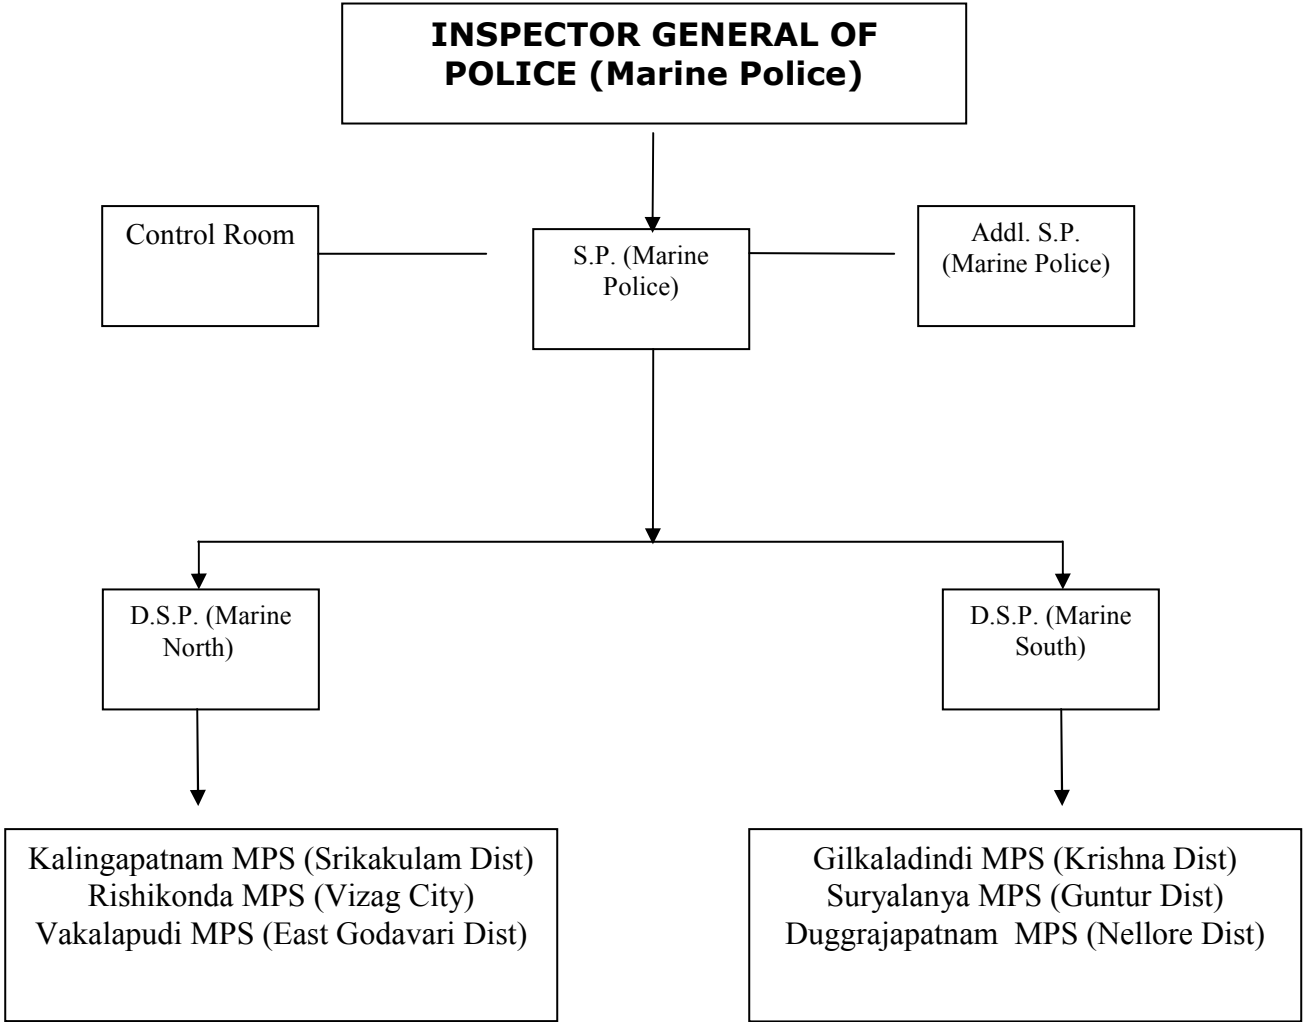 INSPECTOR GENERAL OF
POLICE (Marine Police)
Control Room
S.P. (Marine
Police)
Addl. S.P.
(Marine Police)
D.S.P. (Marine
North)
D.S.P. (Marine
South)
Kalingapatnam MPS (Srikakulam Dist)
Rishikonda MPS (Vizag City)
Vakalapudi MPS (East Godavari Dist)
Gilkaladindi MPS (Krishna Dist)
Suryalanya MPS (Guntur Dist)
Duggrajapatnam  MPS (Nellore Dist)